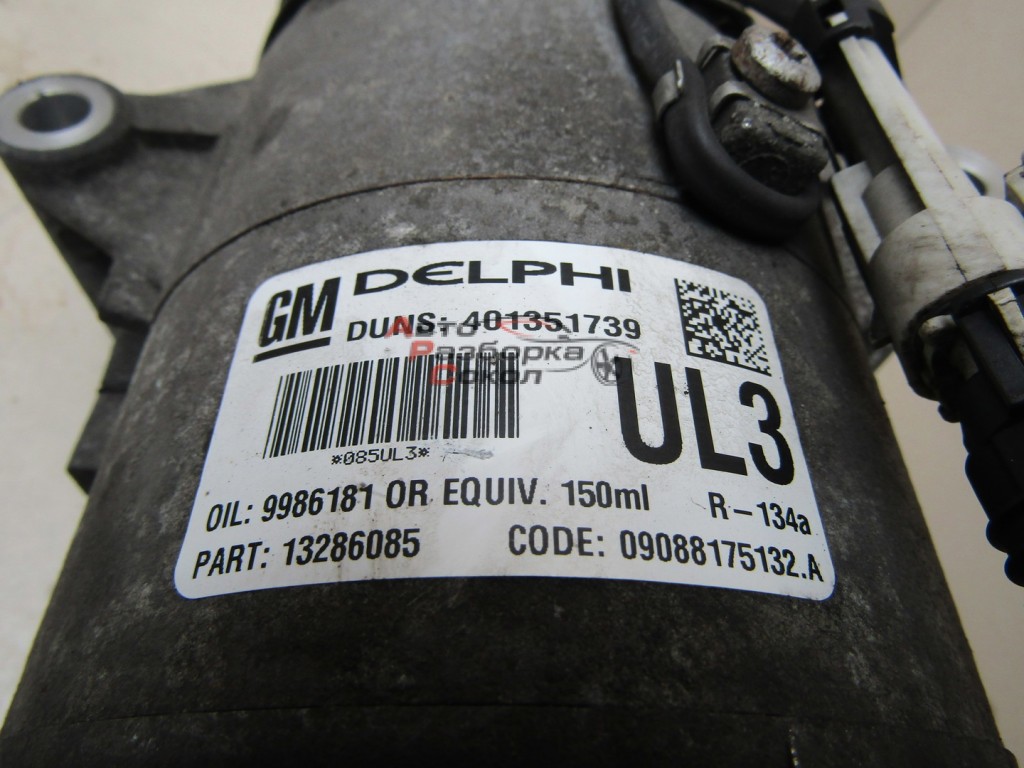 GM DELPHI
DUNS: 401351739
Авто
Разборка
Сокол
UL3
*085UL3*
OIL: 9986181 OR EQUIV. 150ml R-134a
PART: 13286085 CODE: 09088175132.A